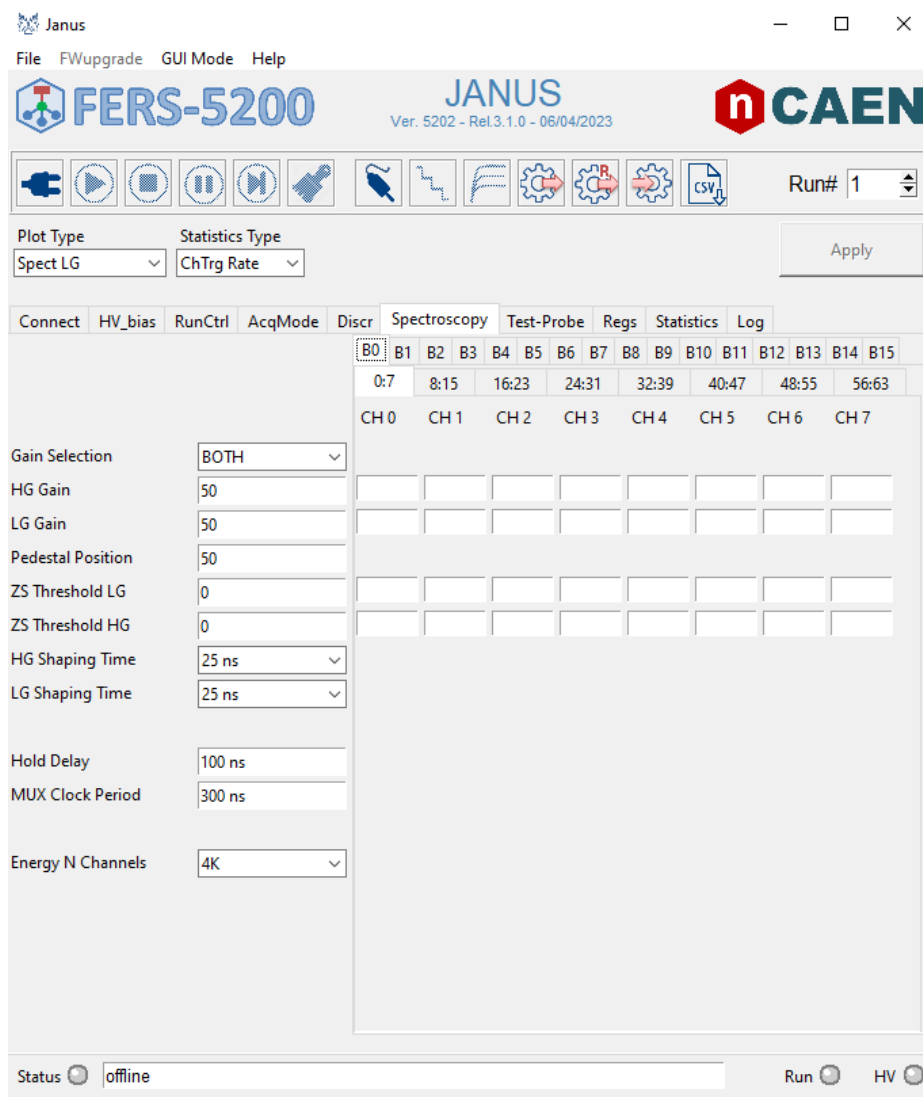 Janus
File FWupgrade GUI Mode Help
FERS-5200
JANUS
Ver. 5202 - Rel.3.1.0 - 06/04/2023
n CAEN
R
CSV
Run# 1
Plot Type
Statistics Type
Spect LG
ChTrg Rate
Apply
Connect HV_bias RunCtrl AcqMode Discr Spectroscopy Test-Probe Regs Statistics Log
B0 B1 B2 B3 B4 B5 B6 B7 B8 B9 B10 B11 B12 B13 B14 B15
0:7 8:15 16:23 24:31 32:39 40:47 48:55 56:63
CH 0 CH 1 CH 2 CH 3 CH 4 CH 5 CH 6 CH 7
Gain Selection BOTH
HG Gain 50
LG Gain 50
Pedestal Position 50
ZS Threshold LG 0
ZS Threshold HG 0
HG Shaping Time 25 ns
LG Shaping Time 25 ns
Hold Delay 100 ns
MUX Clock Period 300 ns
Energy N Channels 4K
Status offline Run HV